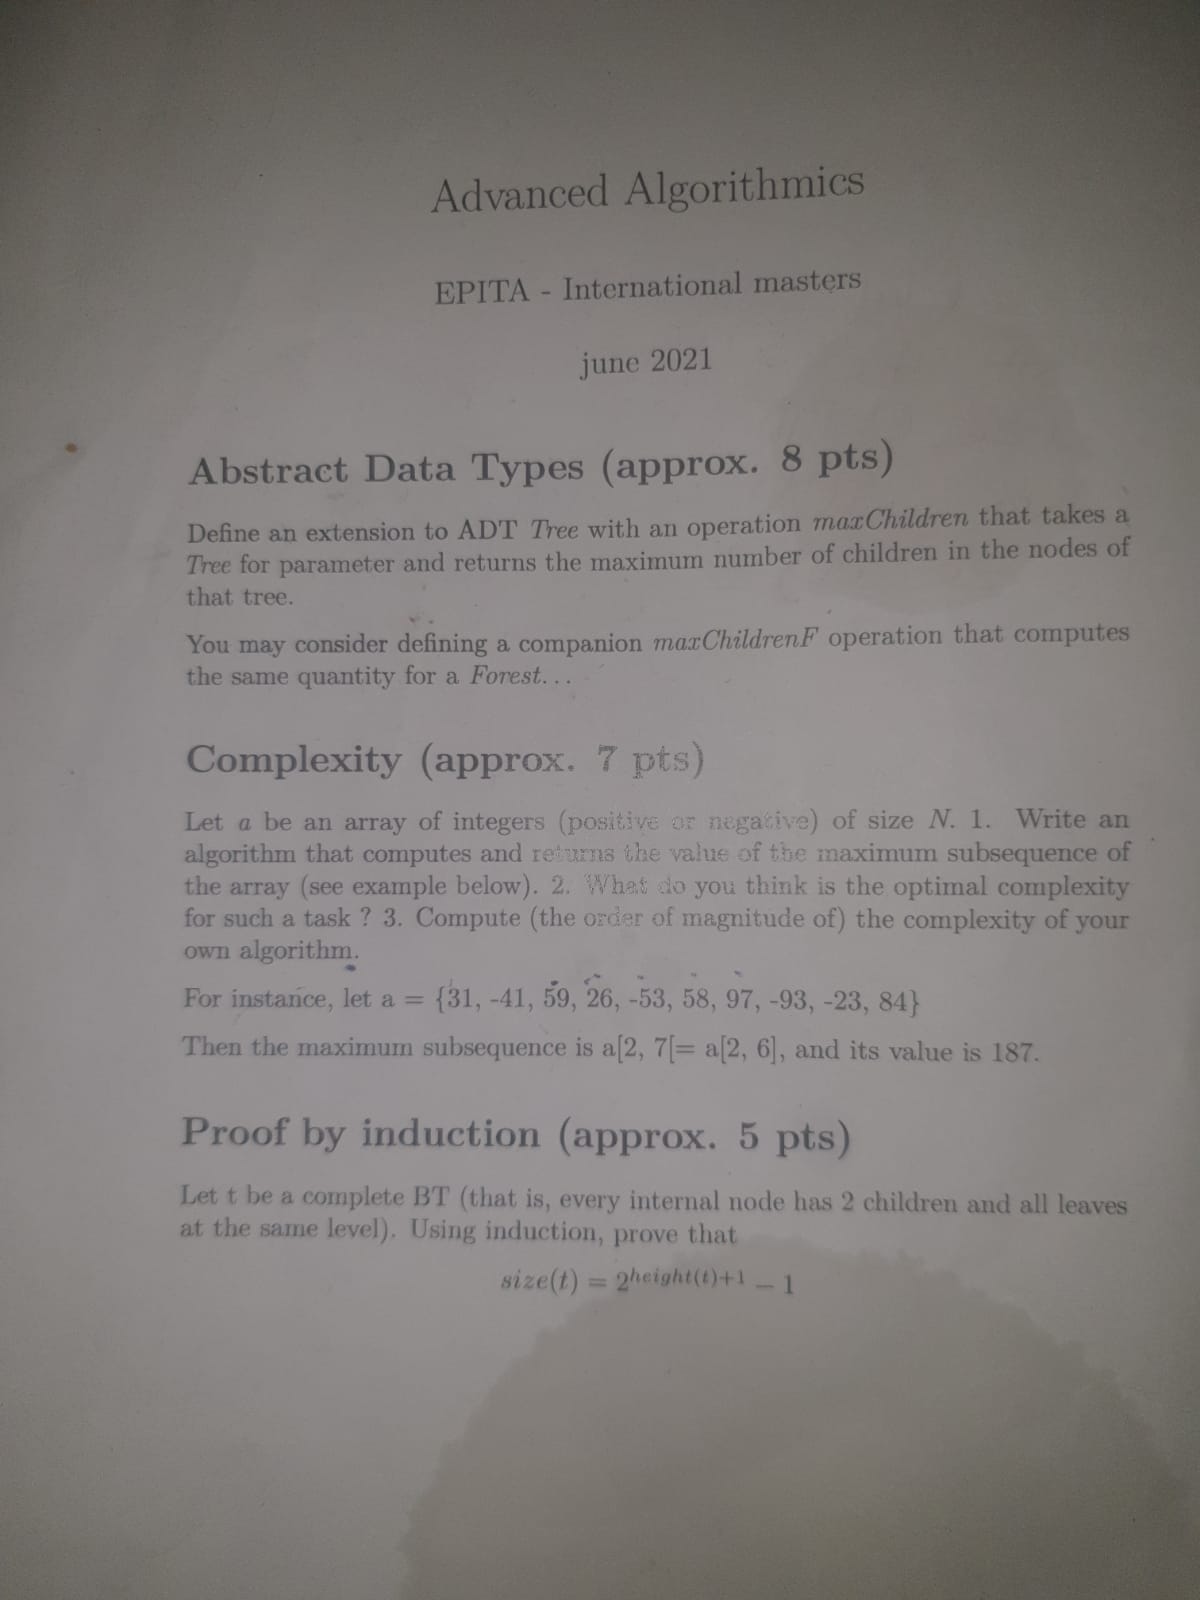 Advanced Algorithmics
EPITA - International masters
june 2021
Abstract Data Types (approx. 8 pts)
Define an extension to ADT Tree with an operation maxChildren that takes a
Tree for parameter and returns the maximum number of children in the nodes of
that tree.
You may consider defining a companion maxChildrenF operation that computes
the same quantity for a Forest...
Complexity (approx. 7 pts)
Let a be an array of integers (positive or negative) of size N. 1. Write an
algorithm that computes and returns the value of the maximum subsequence of
the array (see example below). 2. What do you think is the optimal complexity
for such a task ? 3. Compute (the order of magnitude of) the complexity of your
own algorithm.
For instance, let a = {31, -41, 59, 26, -53, 58, 97, -93, -23, 84}
Then the maximum subsequence is a[2, 7[= a[2, 6], and its value is 187.
Proof by induction (approx. 5 pts)
Let t be a complete BT (that is, every internal node has 2 children and all leaves
at the same level). Using induction, prove that
size(t) = 2^{height(t)+1} − 1